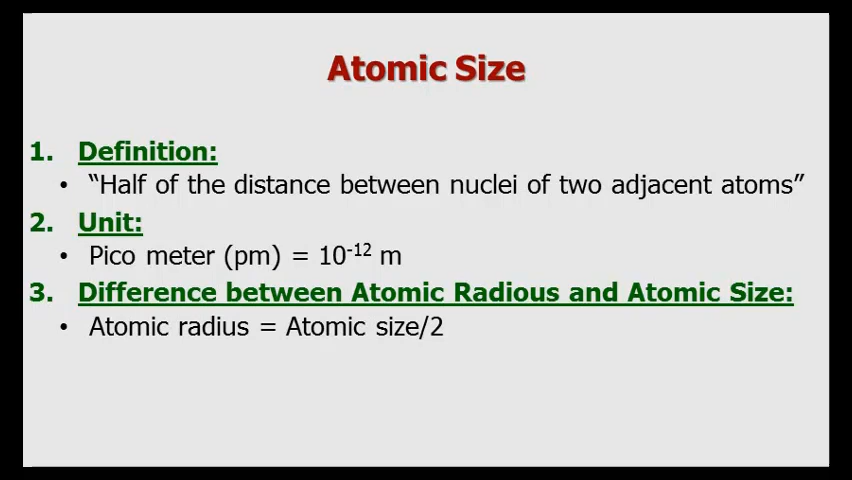 Atomic Size
1. Definition:
• “Half of the distance between nuclei of two adjacent atoms”
2. Unit:
• Pico meter (pm) = 10⁻¹² m
3. Difference between Atomic Radious and Atomic Size:
• Atomic radius = Atomic size/2